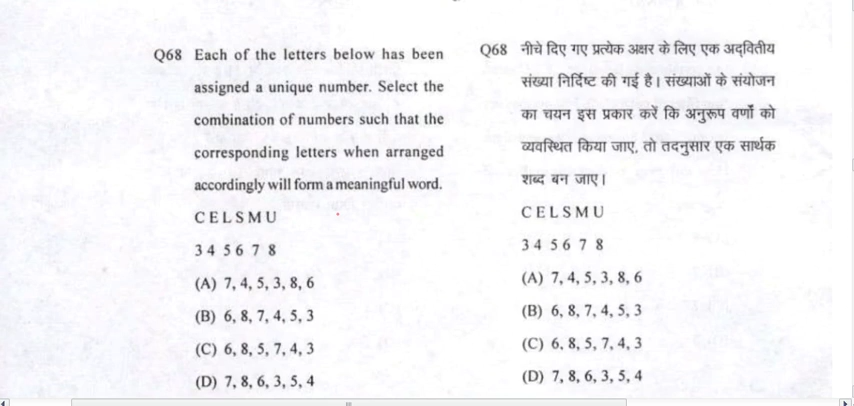 Q68 Each of the letters below has been
assigned a unique number. Select the
combination of numbers such that the
corresponding letters when arranged
accordingly will form a meaningful word.
C E L S M U
3 4 5 6 7 8
(A) 7, 4, 5, 3, 8, 6
(B) 6, 8, 7, 4, 5, 3
(C) 6, 8, 5, 7, 4, 3
(D) 7, 8, 6, 3, 5, 4
Q68 नीचे दिए गए प्रत्येक अक्षर के लिए एक अद्वितीय
संख्या निर्दिष्ट की गई है। संख्याओं के संयोजन
का चयन इस प्रकार करें कि अनुरूप वर्णों को
व्यवस्थित किया जाए, तो तदनुसार एक सार्थक
शब्द बन जाए।
C E L S M U
3 4 5 6 7 8
(A) 7, 4, 5, 3, 8, 6
(B) 6, 8, 7, 4, 5, 3
(C) 6, 8, 5, 7, 4, 3
(D) 7, 8, 6, 3, 5, 4